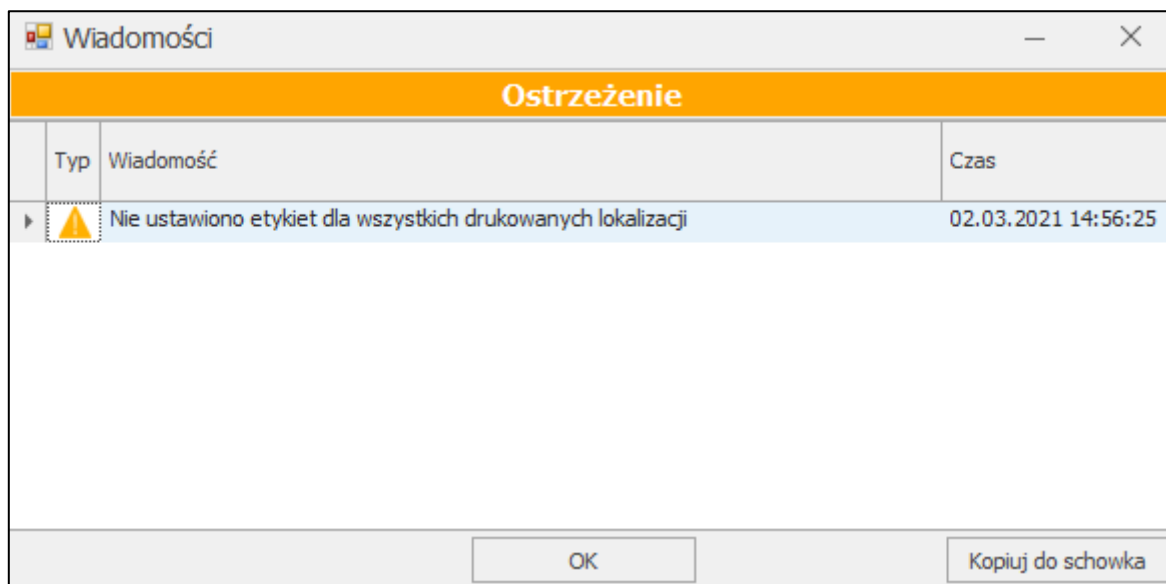 Wiadomości
Ostrzeżenie
Typ Wiadomość Czas
Nie ustawiono etykiet dla wszystkich drukowanych lokalizacji 02.03.2021 14:56:25
OK Kopiuj do schowka